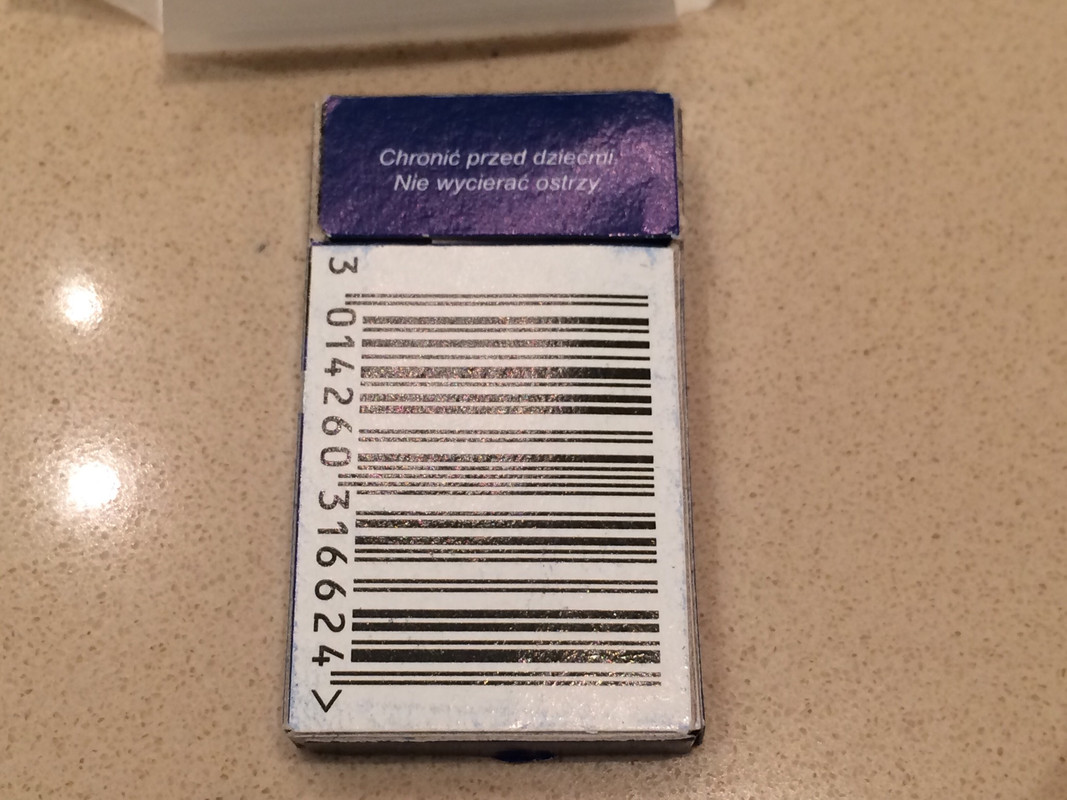 Chronić przed dziećmi.
Nie wycierać ostrzy.
3 014260 316624 >